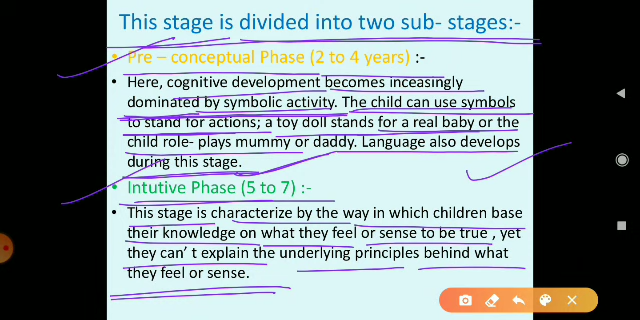 This stage is divided into two sub- stages:-
• Pre – conceptual Phase (2 to 4 years) :-
• Here, cognitive development becomes inceasingly
dominated by symbolic activity. The child can use symbols
to stand for actions; a toy doll stands for a real baby or the
child role- plays mummy or daddy. Language also develops
during this stage.
• Intutive Phase (5 to 7) :-
• This stage is characterize by the way in which children base
their knowledge on what they feel or sense to be true , yet
they can’ t explain the underlying principles behind what
they feel or sense.